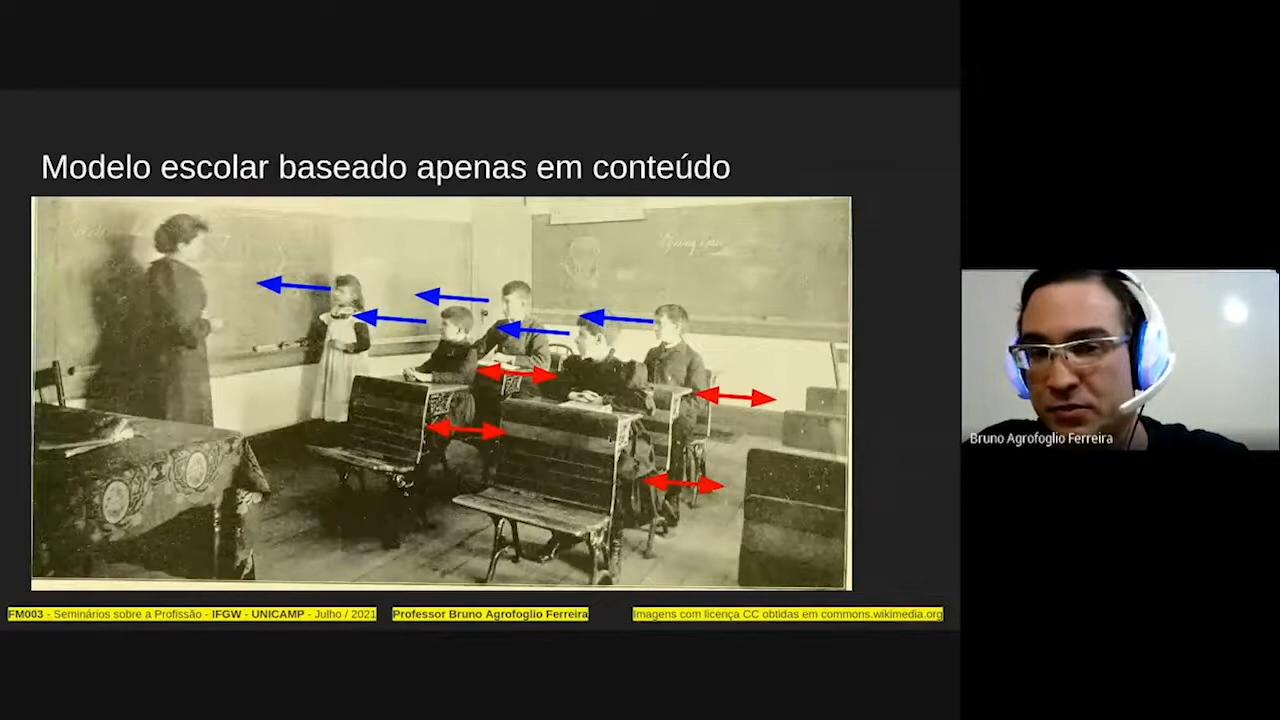 Modelo escolar baseado apenas em conteúdo
Bruno Agrofoglio Ferreira
FM003 - Seminários sobre a Profissão - IFGW - UNICAMP - Julho / 2021
Professor Bruno Agrofoglio Ferreira
Imagens com licença CC obtidas em commons.wikimedia.org